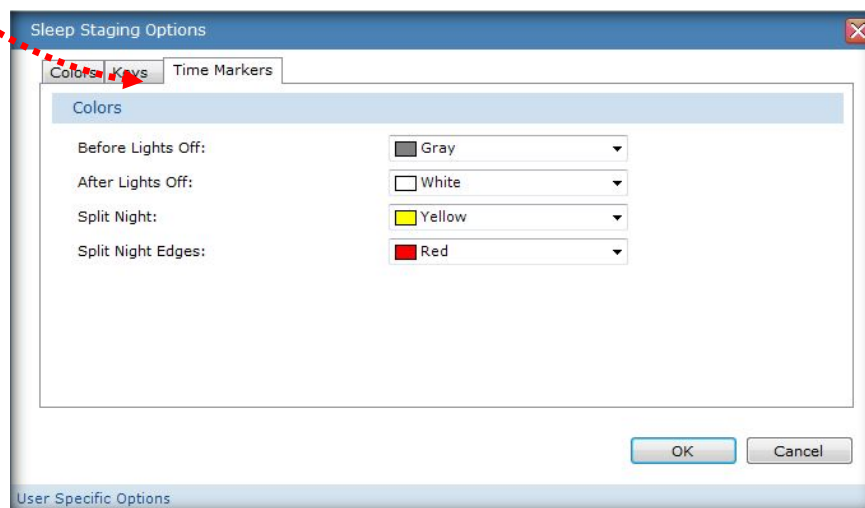 Sleep Staging Options
Colors Keys Time Markers
Colors
Before Lights Off: Gray
After Lights Off: White
Split Night: Yellow
Split Night Edges: Red
OK Cancel
User Specific Options